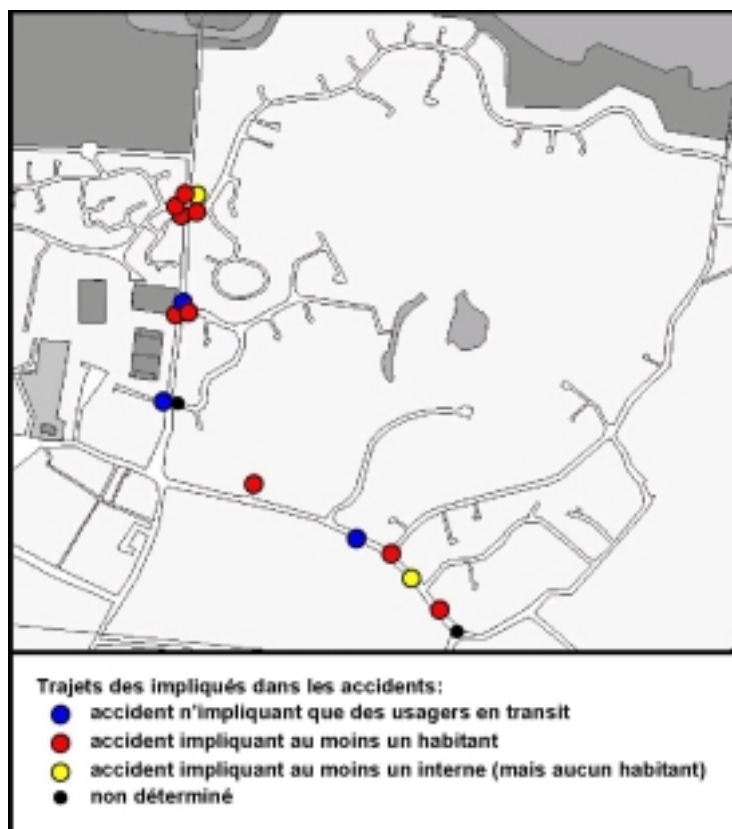 Trajets des impliqués dans les accidents:
accident n'impliquant que des usagers en transit
accident impliquant au moins un habitant
accident impliquant au moins un interne (mais aucun habitant)
non déterminé